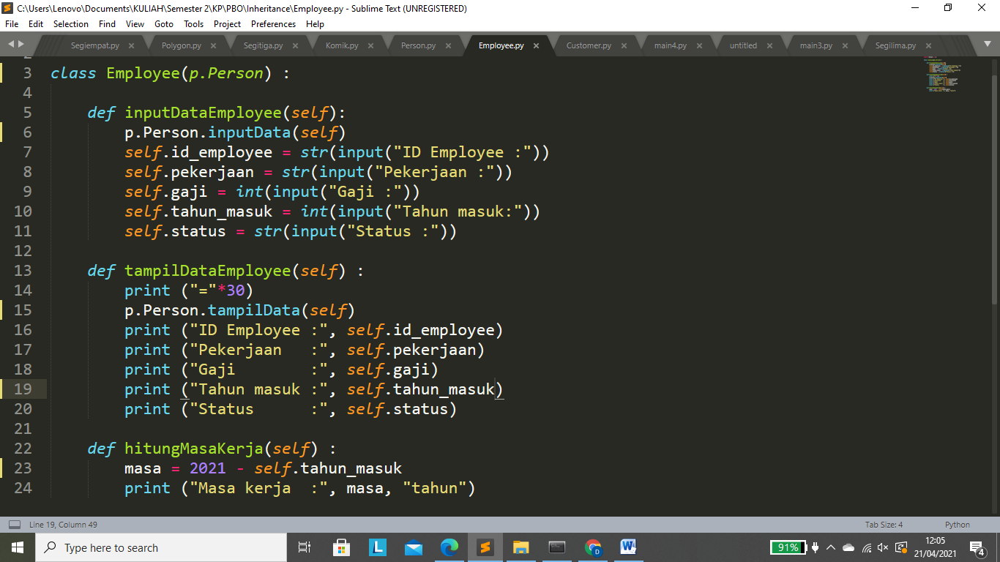 C:\Users\Lenovo\Documents\KULIAH\Semester 2\KP\PBO\Inheritance\Employee.py - Sublime Text (UNREGISTERED)
File Edit Selection Find View Goto Tools Project Preferences Help
Segiempat.py Polygon.py Segitiga.py Komik.py Person.py Employee.py Customer.py main4.py untitled main3.py Segilima.py
3 class Employee(p.Person) :
4
5 def inputDataEmployee(self):
6 p.Person.inputData(self)
7 self.id_employee = str(input("ID Employee :"))
8 self.pekerjaan = str(input("Pekerjaan :"))
9 self.gaji = int(input("Gaji :"))
10 self.tahun_masuk = int(input("Tahun masuk:"))
11 self.status = str(input("Status :"))
12
13 def tampilDataEmployee(self) :
14 print ("="*30)
15 p.Person.tampilData(self)
16 print ("ID Employee :", self.id_employee)
17 print ("Pekerjaan   :", self.pekerjaan)
18 print ("Gaji        :", self.gaji)
19 print ("Tahun masuk :", self.tahun_masuk)
20 print ("Status      :", self.status)
21
22 def hitungMasaKerja(self) :
23 masa = 2021 - self.tahun_masuk
24 print ("Masa kerja  :", masa, "tahun")
Line 19, Column 49 Tab Size: 4 Python
Type here to search L D W 91% 12:05
21/04/2021 4